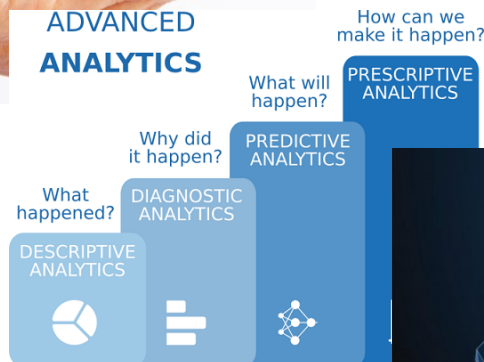 ADVANCED
ANALYTICS
How can we
make it happen?
PRESCRIPTIVE
ANALYTICS
What will
happen?
PREDICTIVE
ANALYTICS
Why did
it happen?
DIAGNOSTIC
ANALYTICS
What
happened?
DESCRIPTIVE
ANALYTICS